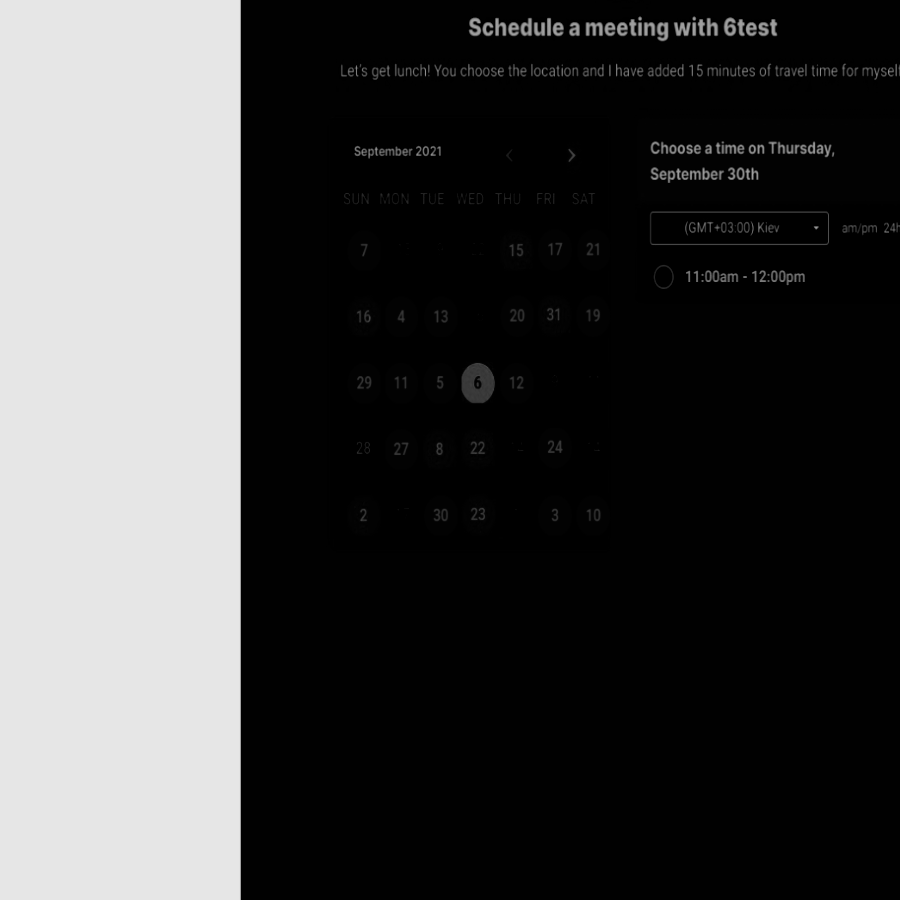 Schedule a meeting with 6test
Let's get lunch! You choose the location and I have added 15 minutes of travel time for myself
September 2021
SUN MON TUE WED THU FRI SAT
7 15 17 21
16 4 13 20 31 19
29 11 5 6 12
28 27 8 22 24
2 30 23 3 10
Choose a time on Thursday,
September 30th
(GMT+03:00) Kiev am/pm 24h
11:00am - 12:00pm